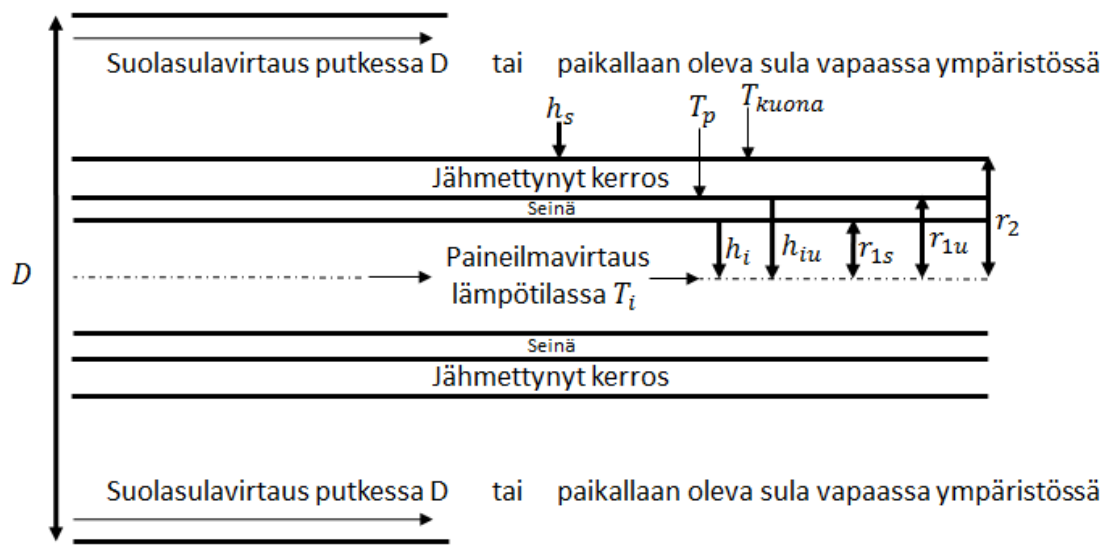 Suolasulavirtaus putkessa D tai paikallaan oleva sula vapaassa ympäristössä
h_s
T_p
T_kuona
Jähmettynyt kerros
Seinä
D
Paineilmavirtaus
lämpötilassa T_i
h_i
h_iu
r_1s
r_1u
r_2
Seinä
Jähmettynyt kerros
Suolasulavirtaus putkessa D tai paikallaan oleva sula vapaassa ympäristössä